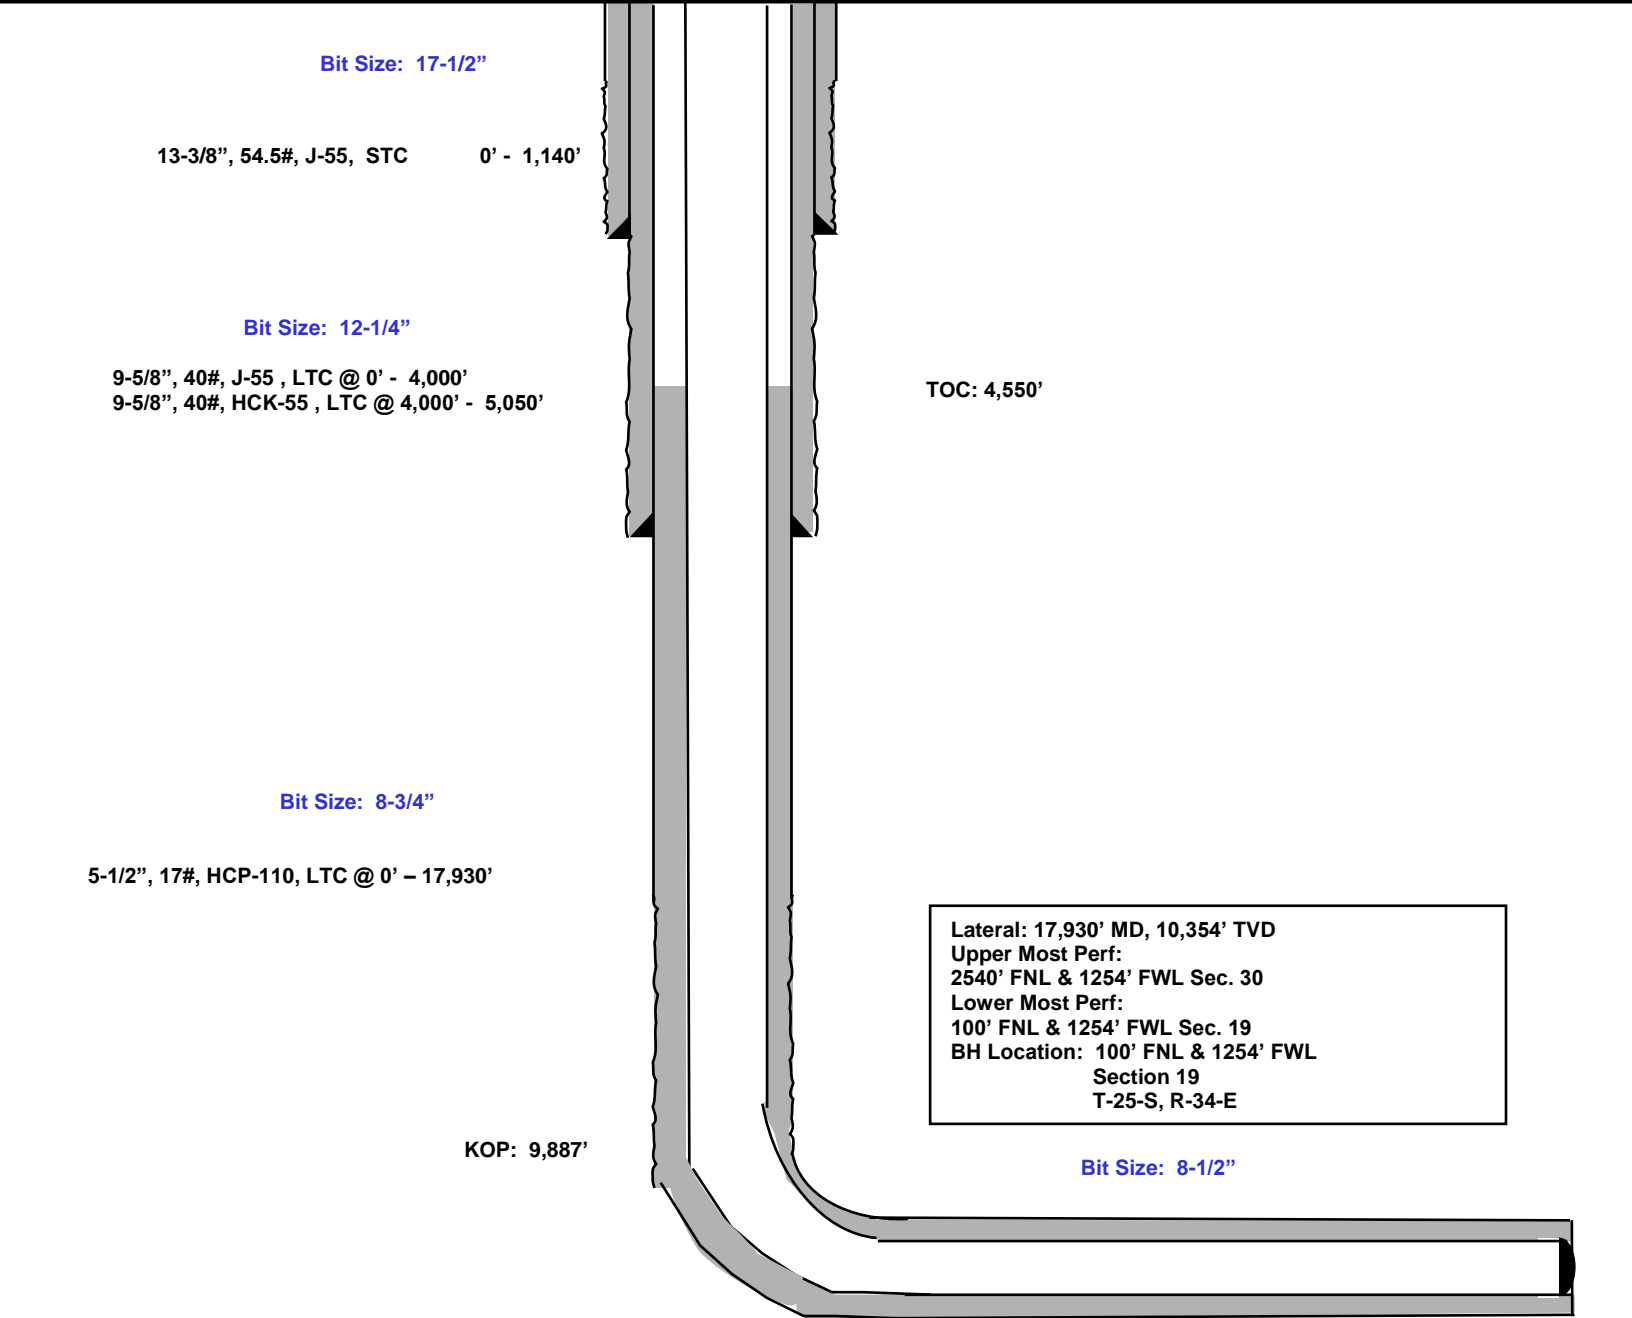 Bit Size: 17-1/2”
13-3/8”, 54.5#, J-55, STC 0’ - 1,140’
Bit Size: 12-1/4”
9-5/8”, 40#, J-55 , LTC @ 0’ - 4,000’
9-5/8”, 40#, HCK-55 , LTC @ 4,000’ - 5,050’
TOC: 4,550’
Bit Size: 8-3/4”
5-1/2”, 17#, HCP-110, LTC @ 0’ – 17,930’
Lateral: 17,930’ MD, 10,354’ TVD
Upper Most Perf:
2540’ FNL & 1254’ FWL Sec. 30
Lower Most Perf:
100’ FNL & 1254’ FWL Sec. 19
BH Location: 100’ FNL & 1254’ FWL
Section 19
T-25-S, R-34-E
KOP: 9,887’
Bit Size: 8-1/2”